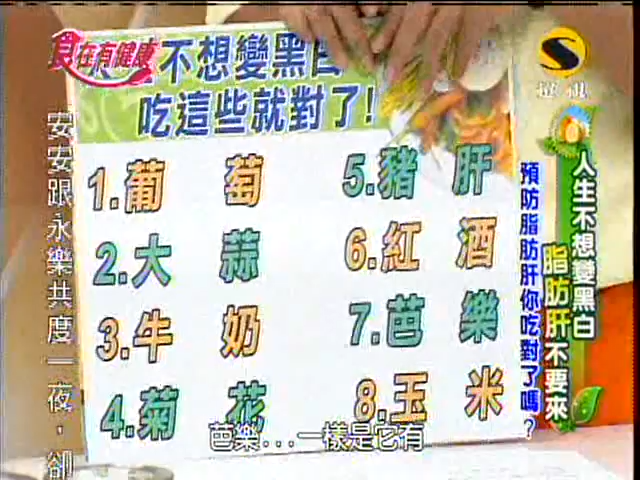 良在有健康
不想變黑白
吃這些就對了!
1.葡萄
2.大蒜
3.牛奶
4.菊花
5.豬肝
6.紅酒
7.芭樂
8.玉米
人生不想變黑白
脂肪肝不要來
預防脂肪肝你吃對了嗎?
安安跟永樂共度一夜,卻
芭樂...一樣是它有